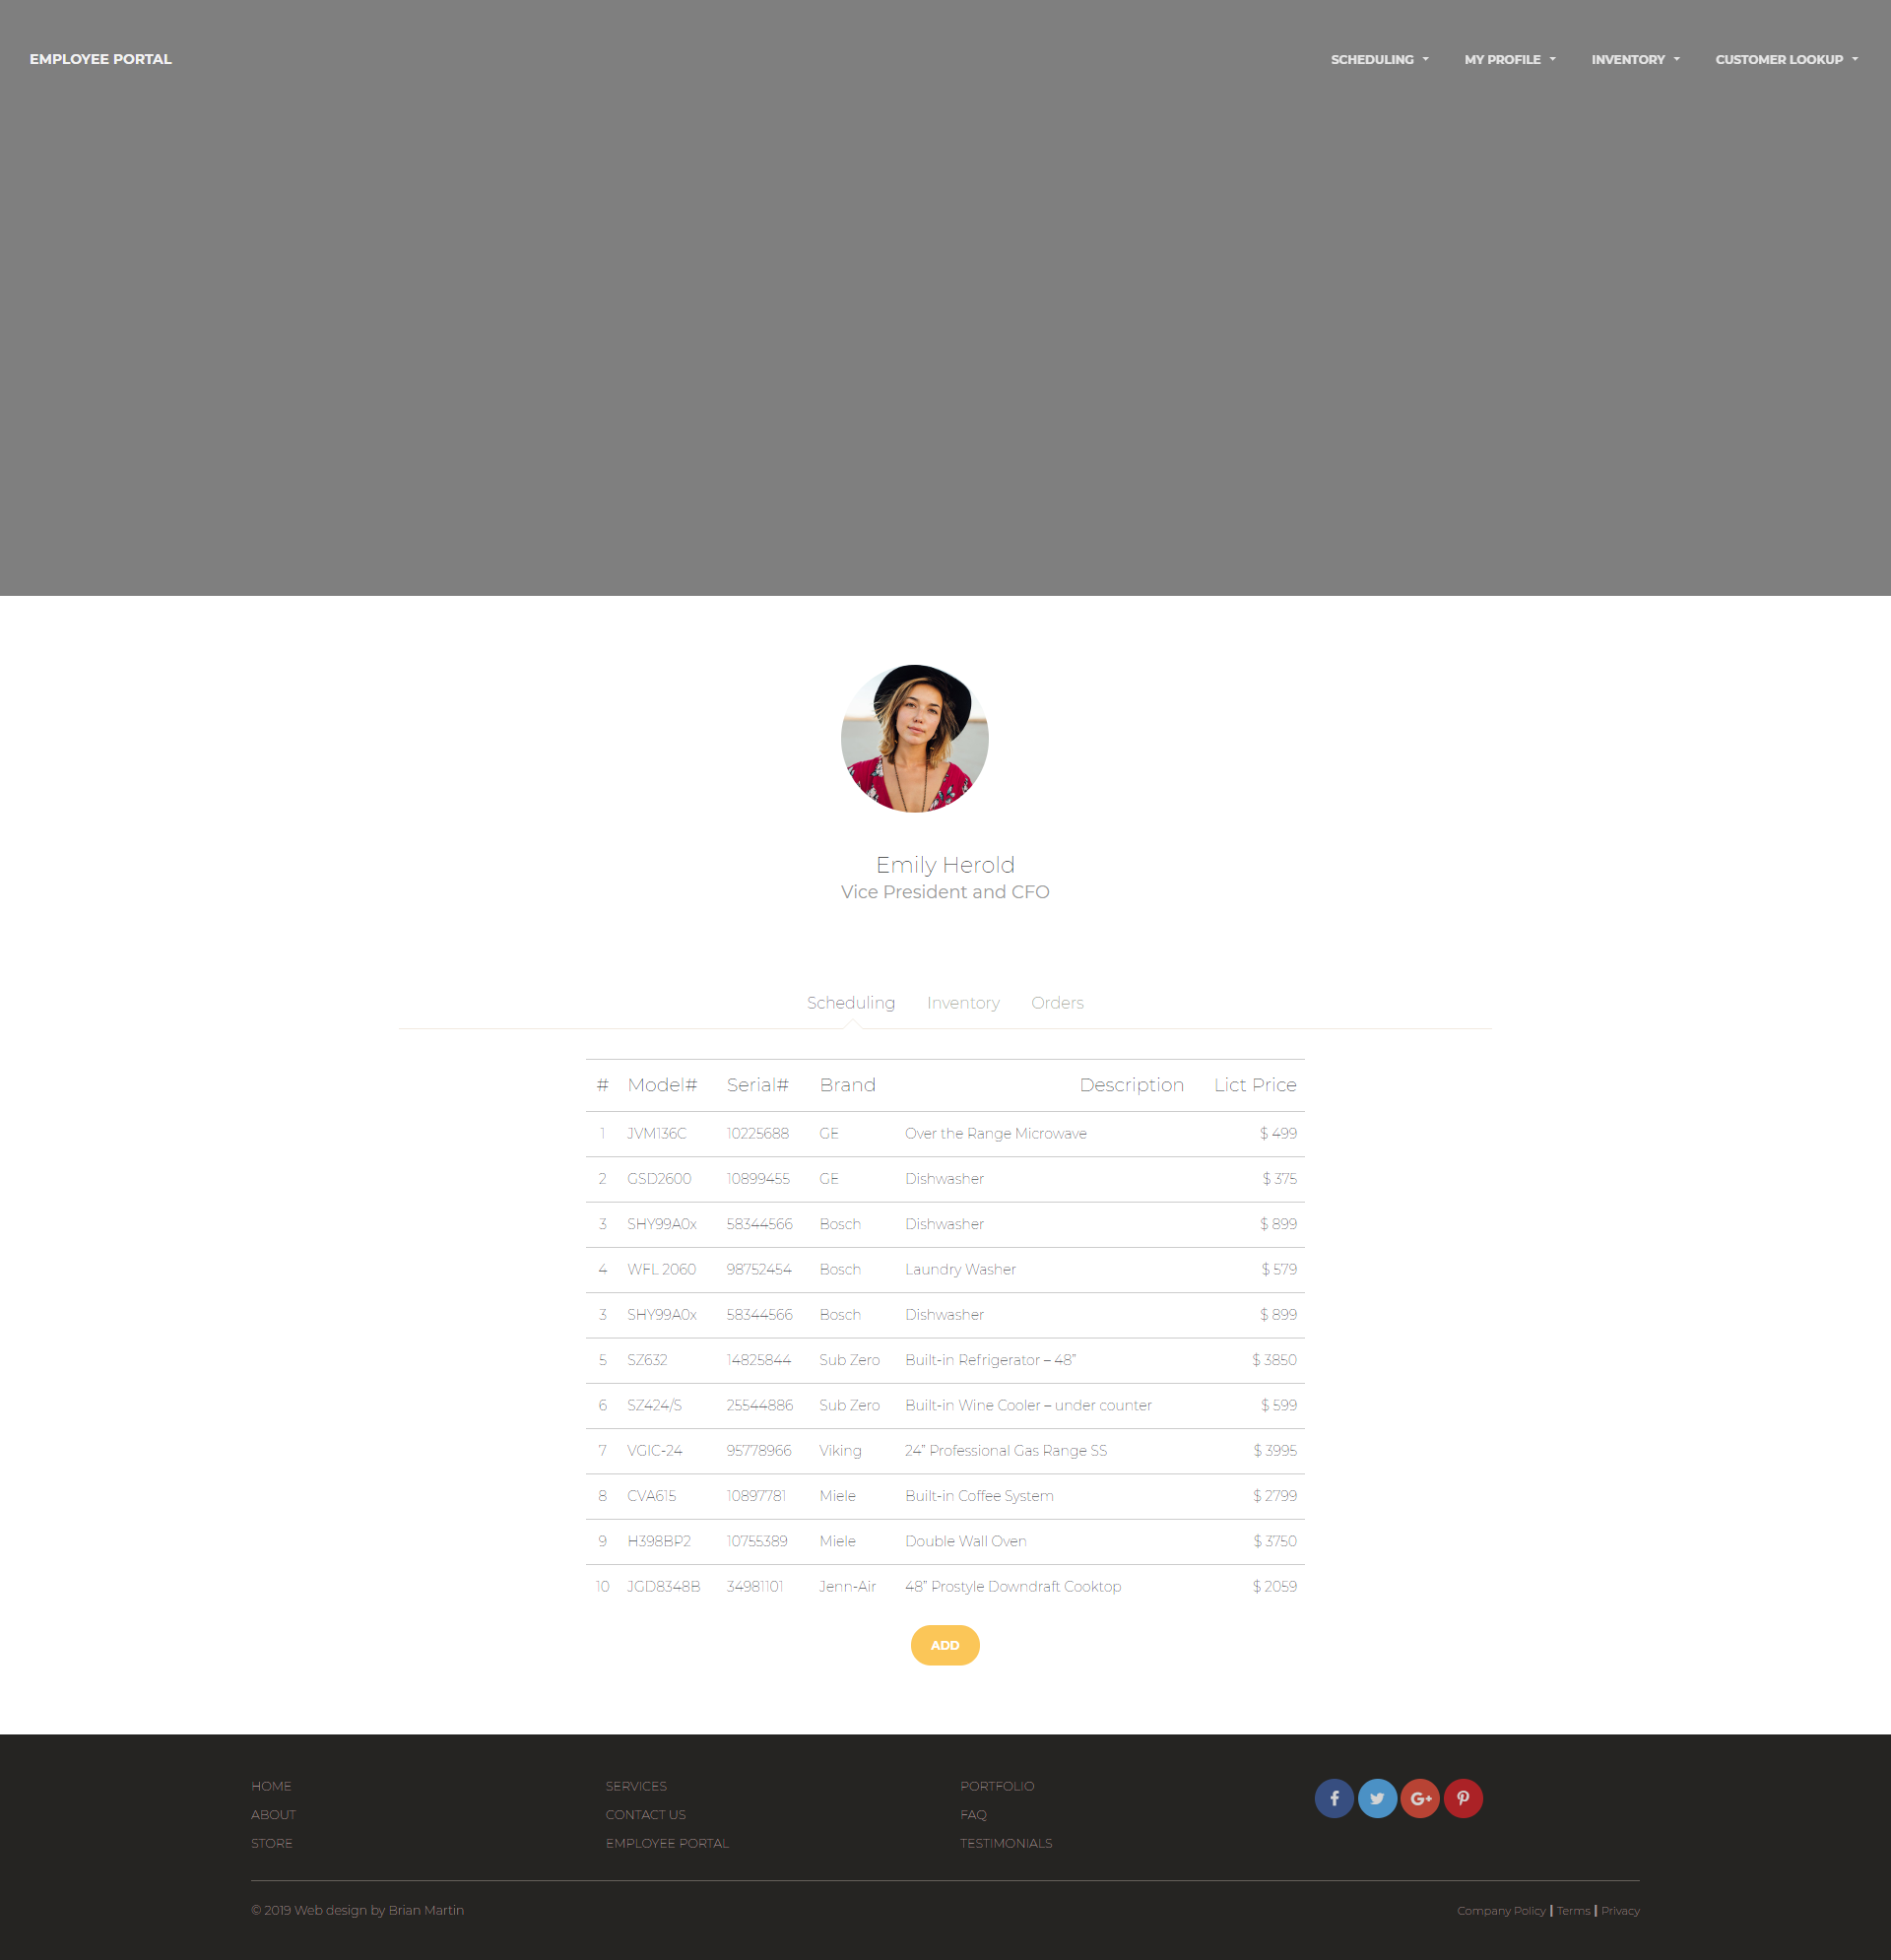 EMPLOYEE PORTAL SCHEDULING MY PROFILE INVENTORY CUSTOMER LOOKUP
Emily Herold
Vice President and CFO
Scheduling Inventory Orders
# Model# Serial# Brand Description Lict Price
1 JVM136C 10225688 GE Over the Range Microwave $ 499
2 GSD2600 10899455 GE Dishwasher $ 375
3 SHY99A0x 58344566 Bosch Dishwasher $ 899
4 WFL 2060 98752454 Bosch Laundry Washer $ 579
3 SHY99A0x 58344566 Bosch Dishwasher $ 899
5 SZ632 14825844 Sub Zero Built-in Refrigerator – 48”
$ 3850
6 SZ424/S 25544886 Sub Zero Built-in Wine Cooler – under counter $ 599
7 VGIC-24 95778966 Viking 24” Professional Gas Range SS $ 3995
8 CVA615 10897781 Miele Built-in Coffee System $ 2799
9 H398BP2 10755389 Miele Double Wall Oven $ 3750
10 JGD8348B 34981101 Jenn-Air 48” Prostyle Downdraft Cooktop $ 2059
ADD
HOME SERVICES PORTFOLIO
ABOUT CONTACT US FAQ
STORE EMPLOYEE PORTAL TESTIMONIALS
© 2019 Web design by Brian Martin Company Policy | Terms | Privacy